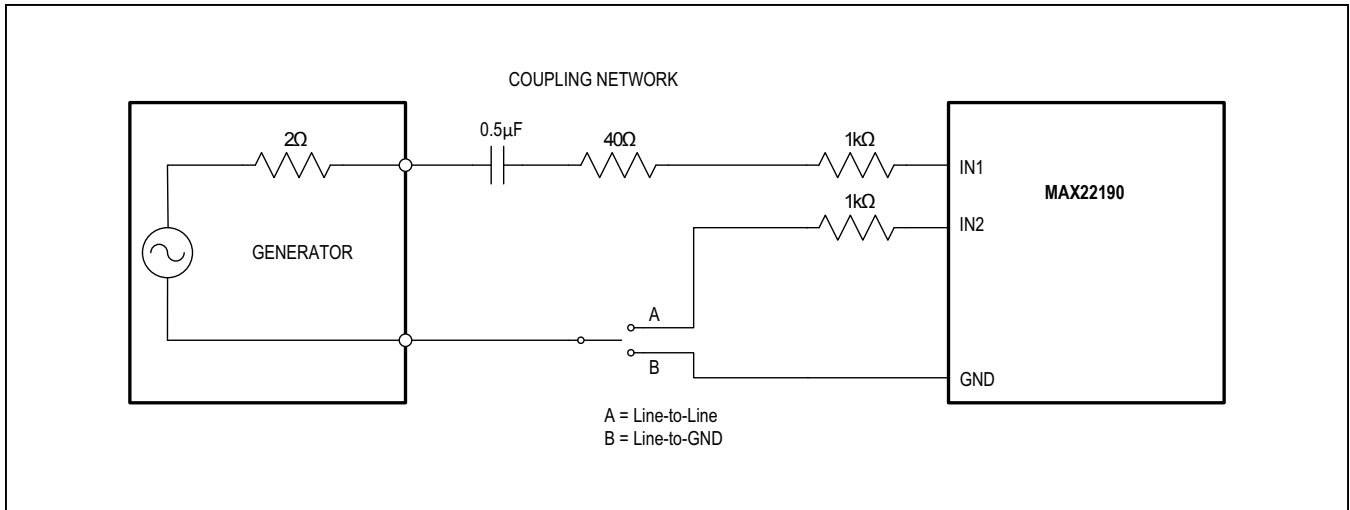 COUPLING NETWORK
2Ω
0.5µF
40Ω
1kΩ
IN1
MAX22190
1kΩ
IN2
GENERATOR
A
B
GND
A = Line-to-Line
B = Line-to-GND